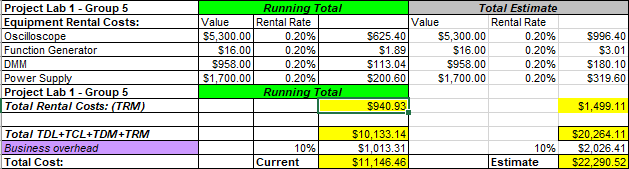 Project Lab 1 - Group 5 Running Total Total Estimate
Equipment Rental Costs: Value Rental Rate Value Rental Rate
Oscilloscope $5,300.00 0.20% $625.40 $5,300.00 0.20% $996.40
Function Generator $16.00 0.20% $1.89 $16.00 0.20% $3.01
DMM $958.00 0.20% $113.04 $958.00 0.20% $180.10
Power Supply $1,700.00 0.20% $200.60 $1,700.00 0.20% $319.60
Project Lab 1 - Group 5 Running Total
Total Rental Costs: (TRM) $940.93 $1,499.11
Total TDL+TCL+TDM+TRM $10,133.14 $20,264.11
Business overhead 10% $1,013.31 10% $2,026.41
Total Cost: Current $11,146.46 Estimate $22,290.52